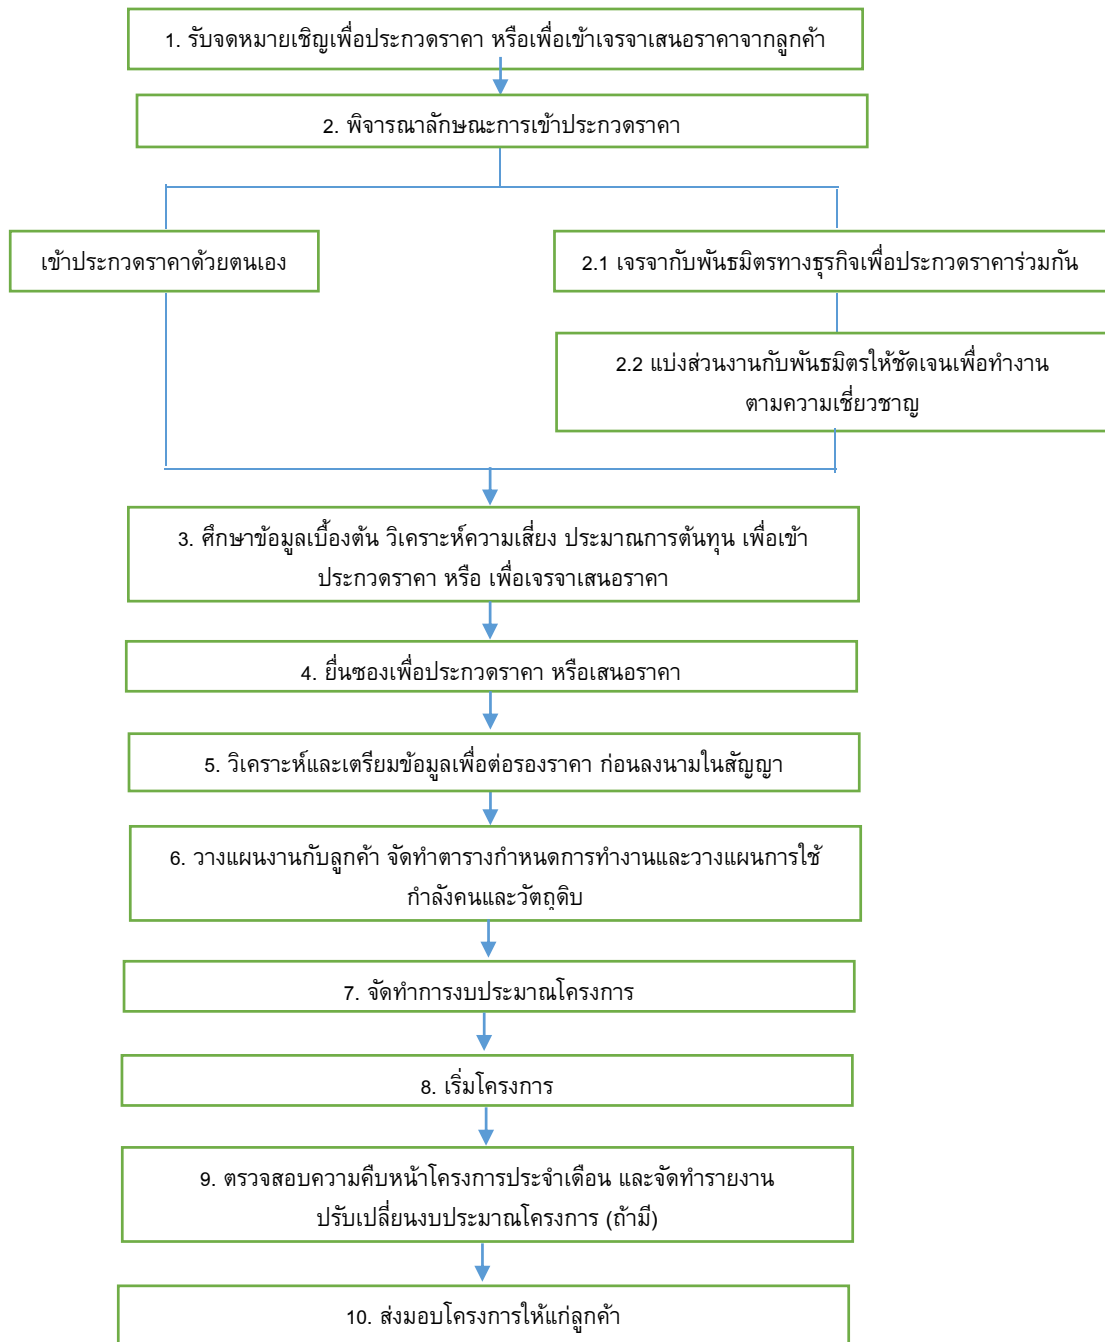 1. รับจดหมายเชิญเพื่อประกวดราคา หรือเพื่อเข้าเจรจาเสนอราคาจากลูกค้า
2. พิจารณาลักษณะการเข้าประกวดราคา
เข้าประกวดราคาด้วยตนเอง
2.1 เจรจากับพันธมิตรทางธุรกิจเพื่อประกวดราคาร่วมกัน
2.2 แบ่งส่วนงานกับพันธมิตรให้ชัดเจนเพื่อทำงาน
ตามความเชี่ยวชาญ
3. ศึกษาข้อมูลเบื้องต้น วิเคราะห์ความเสี่ยง ประมาณการต้นทุน เพื่อเข้า
ประกวดราคา หรือ เพื่อเจรจาเสนอราคา
4. ยื่นซองเพื่อประกวดราคา หรือเสนอราคา
5. วิเคราะห์และเตรียมข้อมูลเพื่อต่อรองราคา ก่อนลงนามในสัญญา
6. วางแผนงานกับลูกค้า จัดทำตารางกำหนดการทำงานและวางแผนการใช้
กำลังคนและวัตถุดิบ
7. จัดทำการงบประมาณโครงการ
8. เริ่มโครงการ
9. ตรวจสอบความคืบหน้าโครงการประจำเดือน และจัดทำรายงาน
ปรับเปลี่ยนงบประมาณโครงการ (ถ้ามี)
10. ส่งมอบโครงการให้แก่ลูกค้า